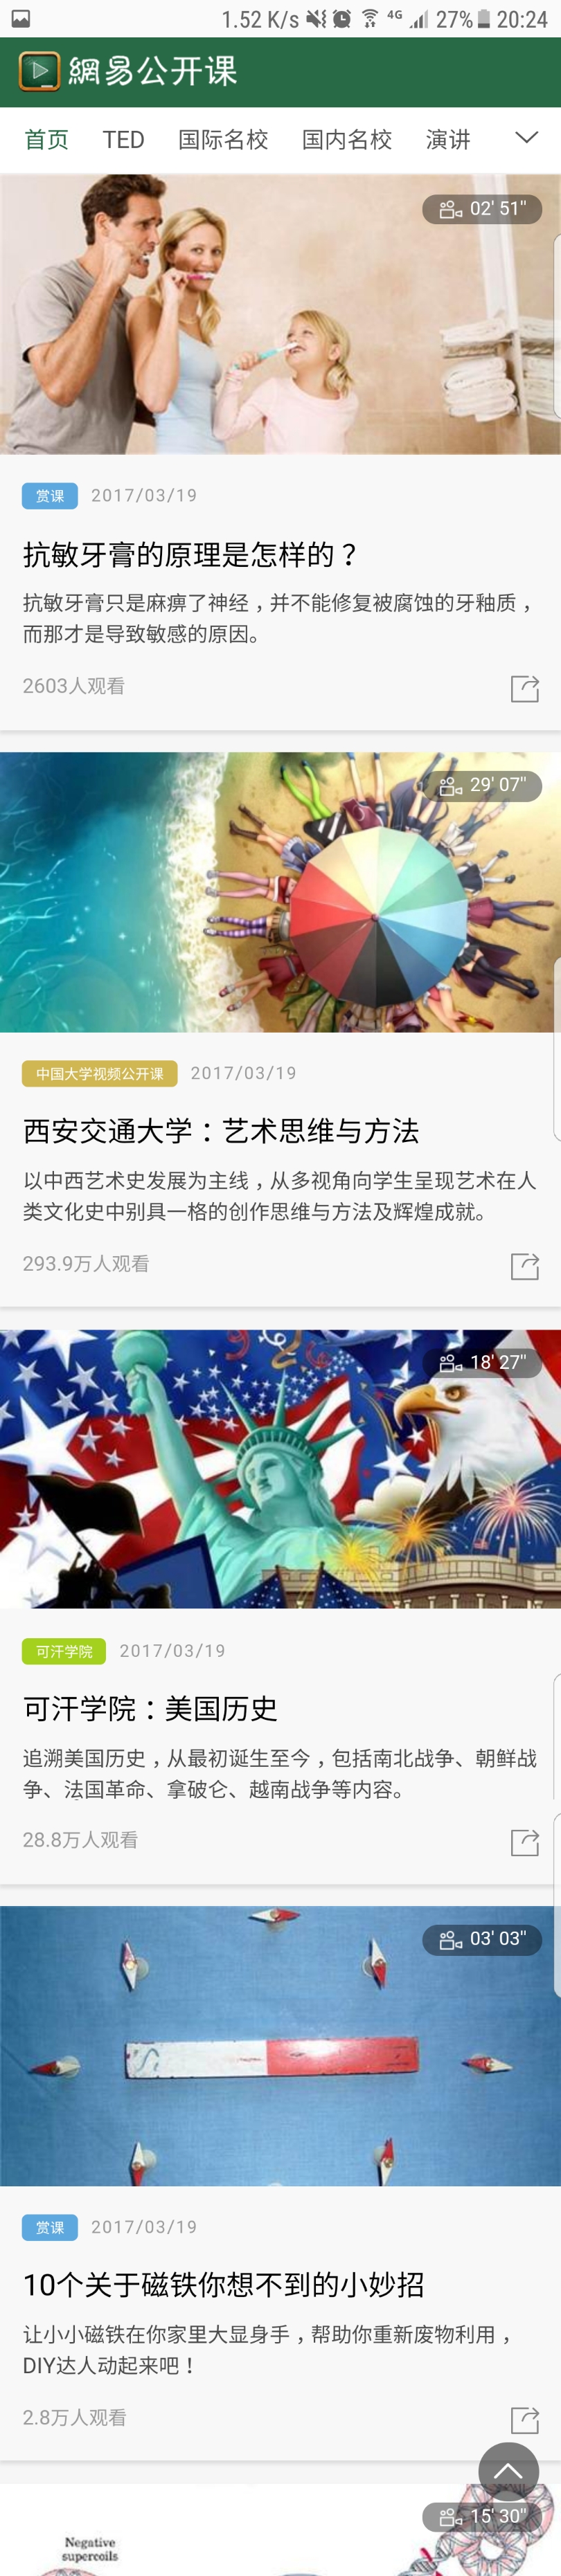 1.52 K/s 4G 27% 20:24
網易公开课
首页 TED 国际名校 国内名校 演讲
02' 51''
赏课 2017/03/19
抗敏牙膏的原理是怎样的？
抗敏牙膏只是麻痹了神经，并不能修复被腐蚀的牙釉质，
而那才是导致敏感的原因。
2603人观看
29' 07''
中国大学视频公开课 2017/03/19
西安交通大学：艺术思维与方法
以中西艺术史发展为主线，从多视角向学生呈现艺术在人
类文化史中别具一格的创作思维与方法及辉煌成就。
293.9万人观看
18' 27''
可汗学院 2017/03/19
可汗学院：美国历史
追溯美国历史，从最初诞生至今，包括南北战争、朝鲜战
争、法国革命、拿破仑、越南战争等内容。
28.8万人观看
03' 03''
赏课 2017/03/19
10个关于磁铁你想不到的小妙招
让小小磁铁在你家里大显身手，帮助你重新废物利用，
DIY达人动起来吧！
2.8万人观看
15' 30''
Negative
supercoils